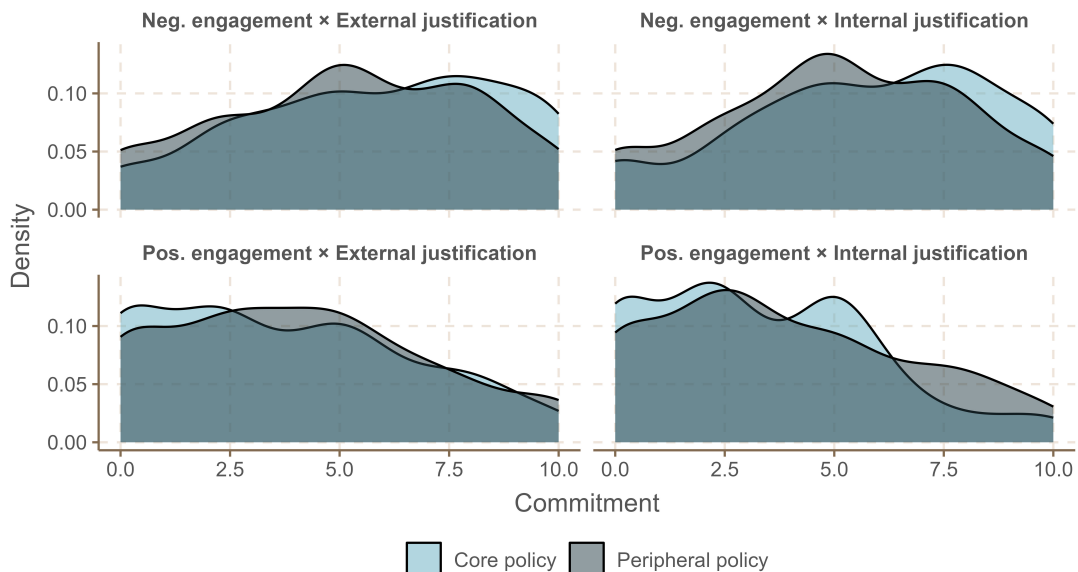 Neg. engagement × External justification
Neg. engagement × Internal justification
0.10
0.05
0.00
Density
Pos. engagement × External justification
Pos. engagement × Internal justification
0.10
0.05
0.00
0.0 2.5 5.0 7.5 10.0
0.0 2.5 5.0 7.5 10.0
Commitment
Core policy
Peripheral policy